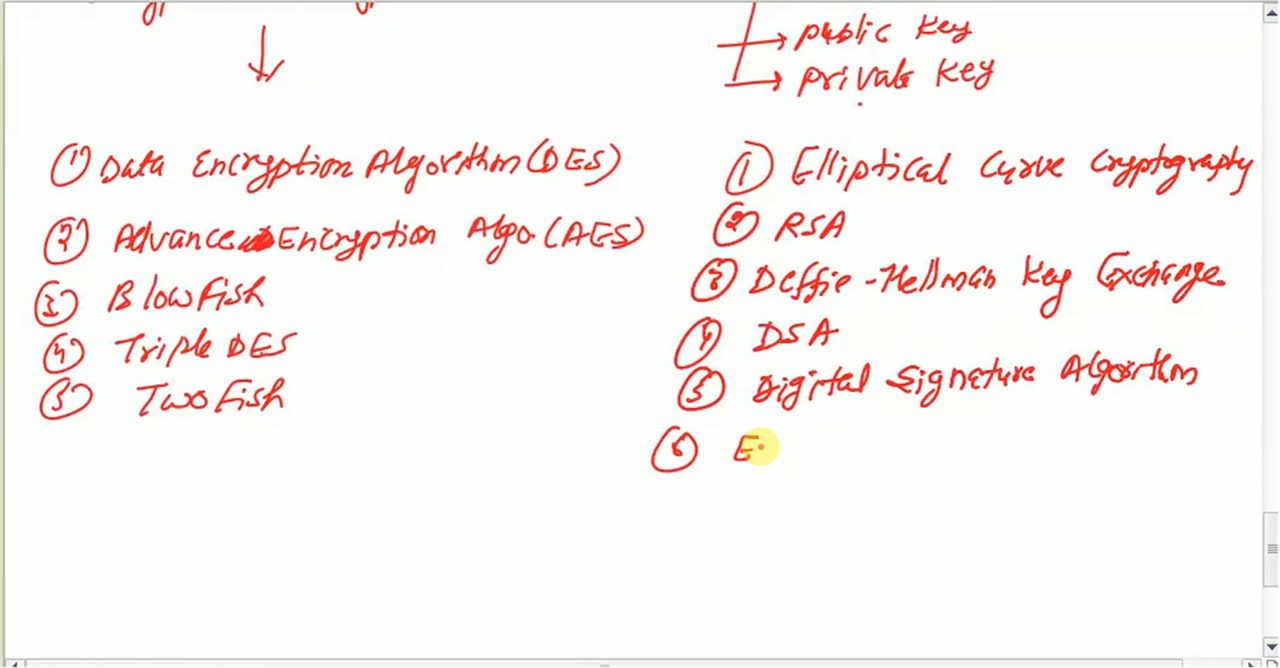 → public Key
→ private Key
① Data Encryption Algorithm (DES)
② Advance Encryption Algo (AES)
③ BlowFish
④ Triple DES
⑤ TwoFish
① Elliptical Curve Cryptography
② RSA
③ Deffie-Hellman Key Exchange
④ DSA
⑤ Digital Signature Algorithm
⑥ E